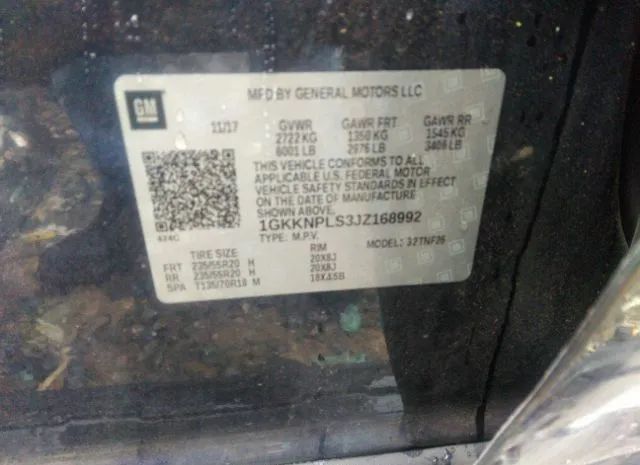 MFD BY GENERAL MOTORS LLC
GM
11/17 GVWR GAWR FRT GAWR RR
2722 KG 1350 KG 1545 KG
6001 LB 2976 LB 3406 LB
THIS VEHICLE CONFORMS TO ALL
APPLICABLE U.S. FEDERAL MOTOR
VEHICLE SAFETY STANDARDS IN EFFECT
ON THE DATE OF MANUFACTURE
SHOWN ABOVE.
1GKKNPLS3JZ168992
TYPE: M.P.V. MODEL: 32TNF26
TIRE SIZE RIM
FRT 235/55R20 H 20X8J
RR 235/55R20 H 20X8J
SPA T135/70R18 M 18X4.5B